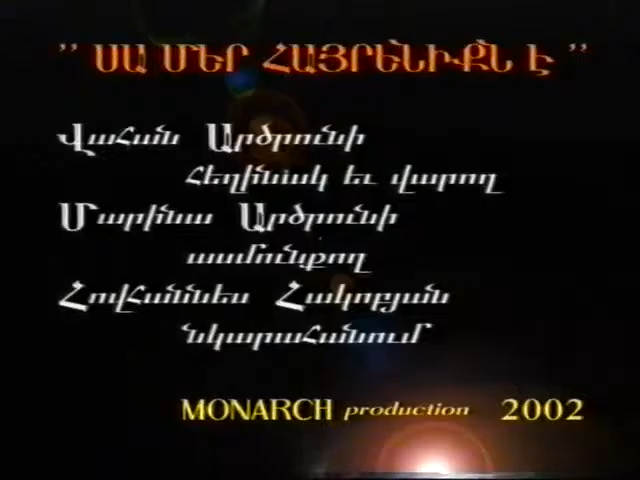 " ՍԱ ՄԵՐ ՀԱՅՐԵՆԻՔՆ Է "
Վահան Արծրունի
Հեղինակ եւ վարող
Մարինա Արծրունի
ասմունքող
Հովհաննես Հակոբյան
նկարահանում
MONARCH production 2002